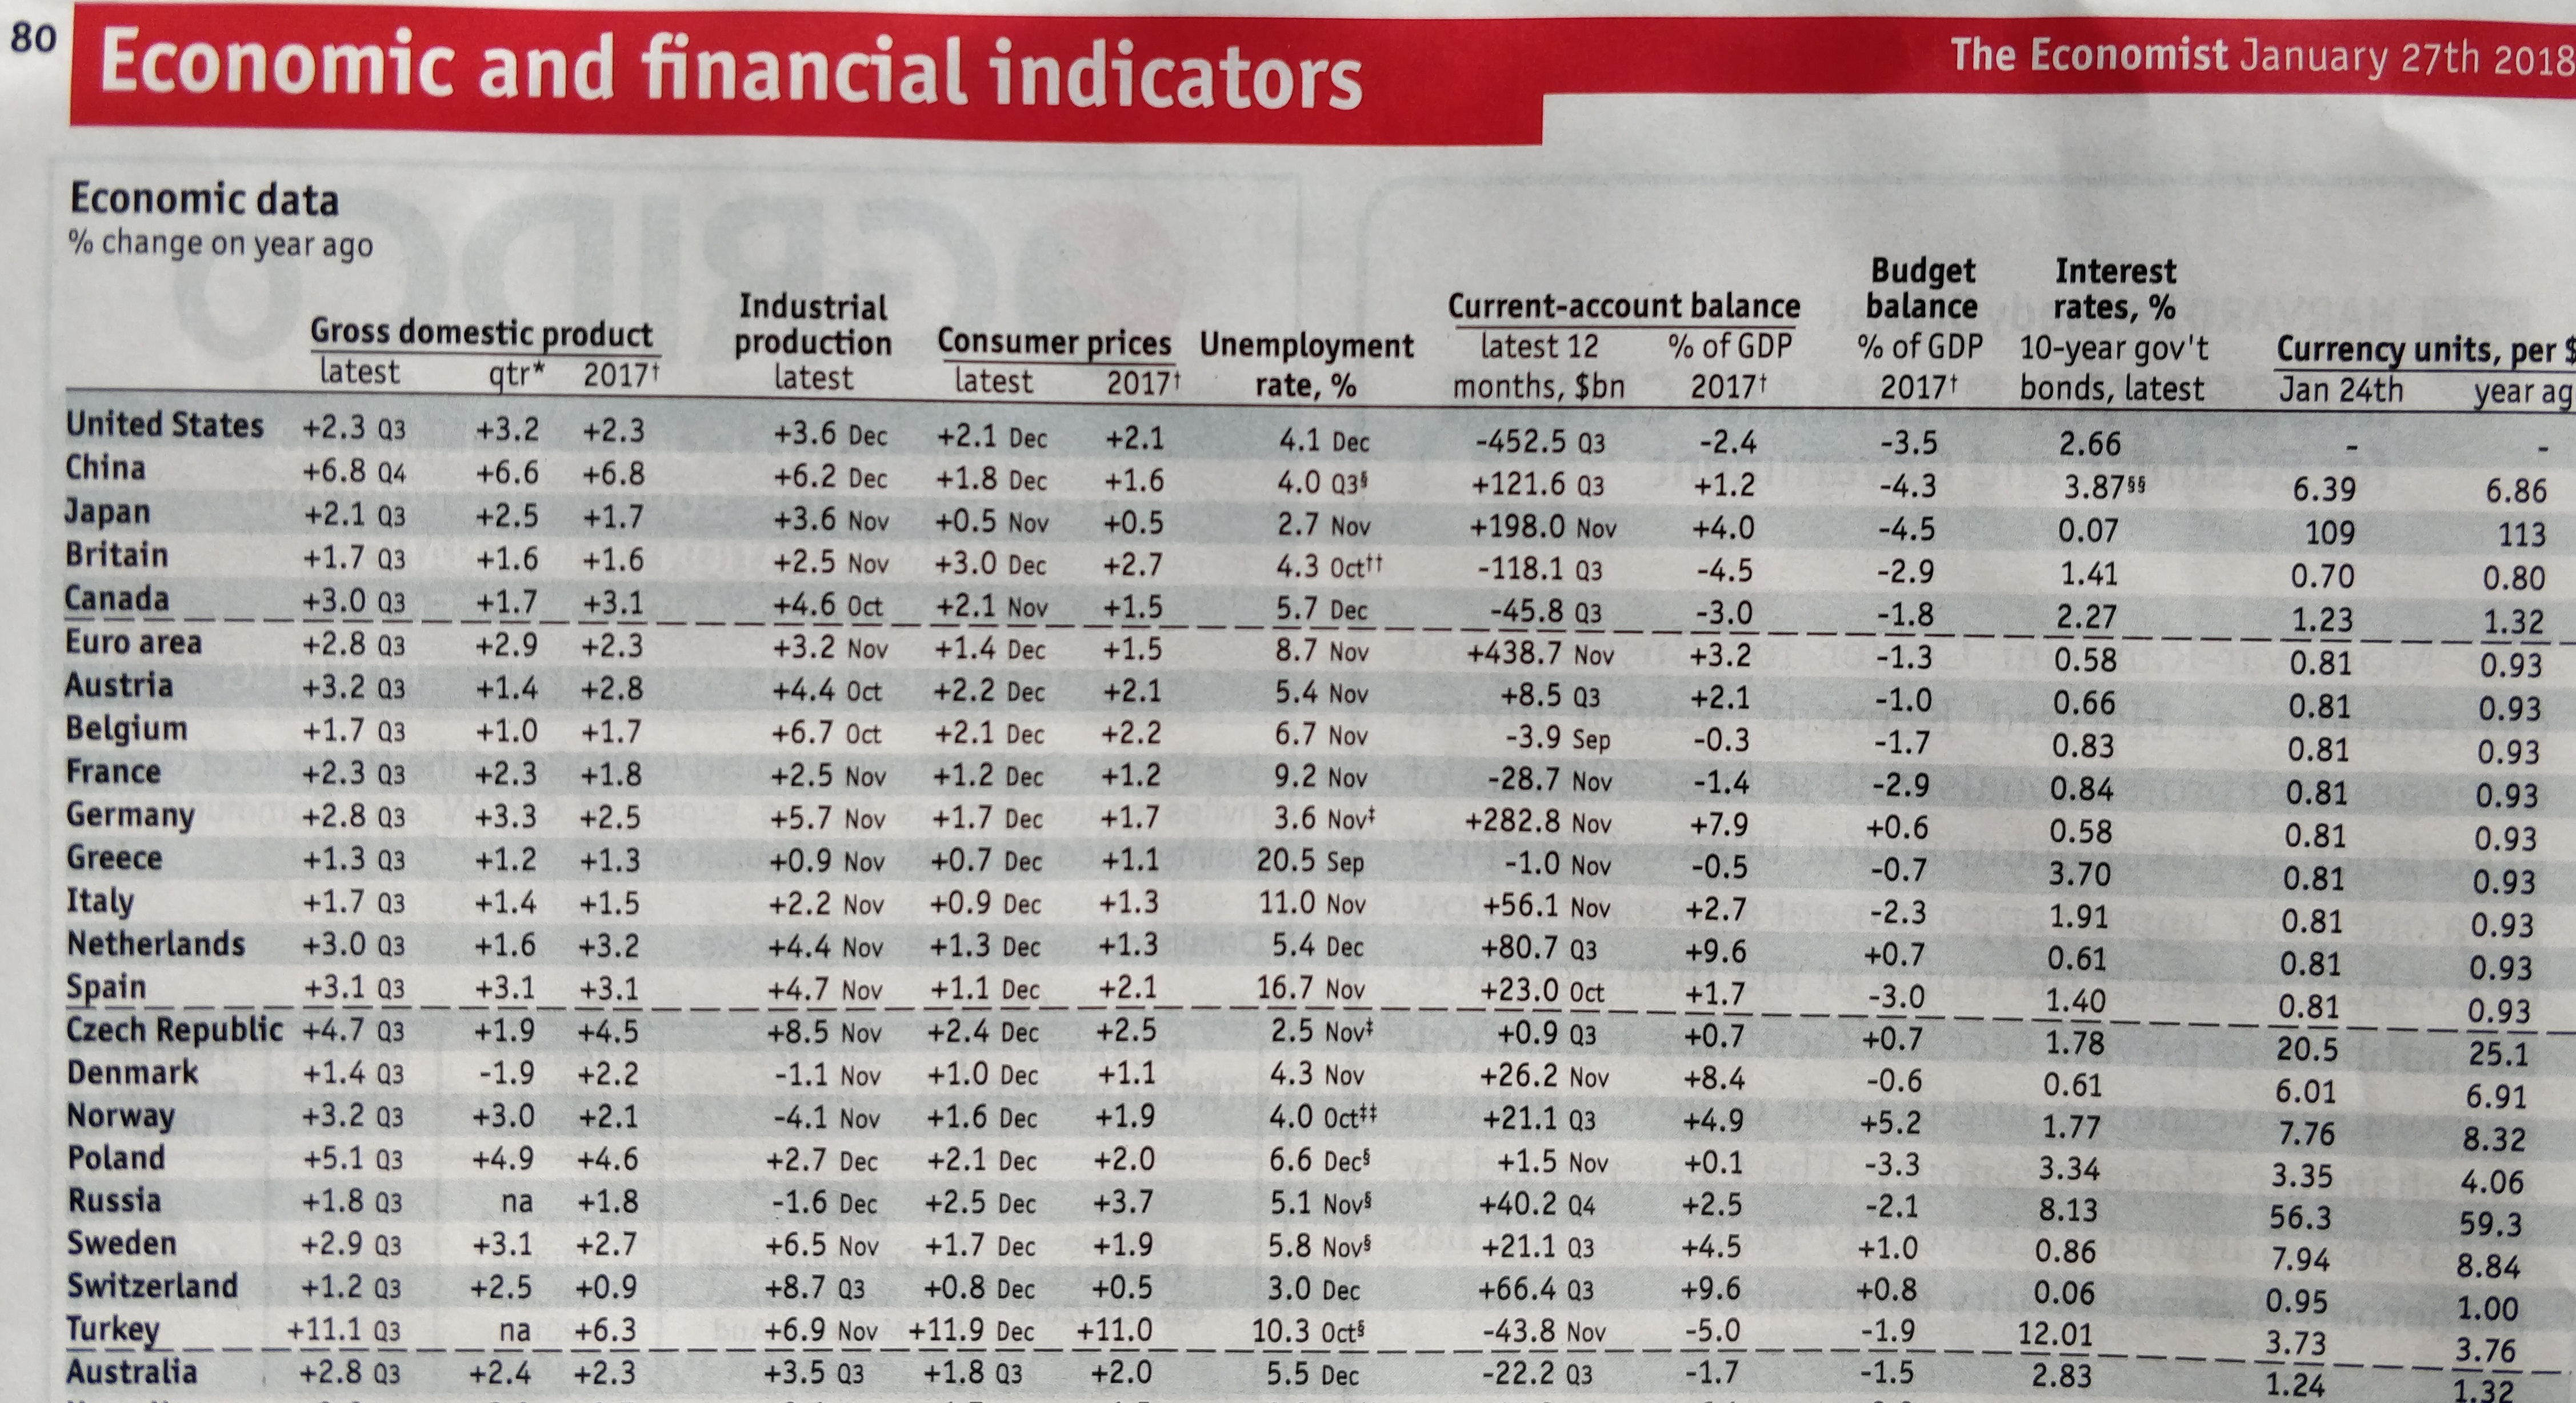 80
Economic and financial indicators
The Economist January 27th 2018
Economic data
% change on year ago
Gross domestic product
latest qtr* 2017†
Industrial
production
latest
Consumer prices
latest 2017†
Unemployment
rate, %
Current-account balance
latest 12 % of GDP
months, $bn 2017†
Budget
balance
% of GDP
2017†
Interest
rates, %
10-year gov't
bonds, latest
Currency units, per $
Jan 24th year ag
United States +2.3 Q3 +3.2 +2.3 +3.6 Dec +2.1 Dec +2.1 4.1 Dec -452.5 Q3 -2.4 -3.5 2.66 - -
China +6.8 Q4 +6.6 +6.8 +6.2 Dec +1.8 Dec +1.6 4.0 Q3§ +121.6 Q3 +1.2 -4.3 3.87§§ 6.39 6.86
Japan +2.1 Q3 +2.5 +1.7 +3.6 Nov +0.5 Nov +0.5 2.7 Nov +198.0 Nov +4.0 -4.5 0.07 109 113
Britain +1.7 Q3 +1.6 +1.6 +2.5 Nov +3.0 Dec +2.7 4.3 Oct†† -118.1 Q3 -4.5 -2.9 1.41 0.70 0.80
Canada +3.0 Q3 +1.7 +3.1 +4.6 Oct +2.1 Nov +1.5 5.7 Dec -45.8 Q3 -3.0 -1.8 2.27 1.23 1.32
Euro area +2.8 Q3 +2.9 +2.3 +3.2 Nov +1.4 Dec +1.5 8.7 Nov +438.7 Nov +3.2 -1.3 0.58 0.81 0.93
Austria +3.2 Q3 +1.4 +2.8 +4.4 Oct +2.2 Dec +2.1 5.4 Nov +8.5 Q3 +2.1 -1.0 0.66 0.81 0.93
Belgium +1.7 Q3 +1.0 +1.7 +6.7 Oct +2.1 Dec +2.2 6.7 Nov -3.9 Sep -0.3 -1.7 0.83 0.81 0.93
France +2.3 Q3 +2.3 +1.8 +2.5 Nov +1.2 Dec +1.2 9.2 Nov -28.7 Nov -1.4 -2.9 0.84 0.81 0.93
Germany +2.8 Q3 +3.3 +2.5 +5.7 Nov +1.7 Dec +1.7 3.6 Nov‡ +282.8 Nov +7.9 +0.6 0.58 0.81 0.93
Greece +1.3 Q3 +1.2 +1.3 +0.9 Nov +0.7 Dec +1.1 20.5 Sep -1.0 Nov -0.5 -0.7 3.70 0.81 0.93
Italy +1.7 Q3 +1.4 +1.5 +2.2 Nov +0.9 Dec +1.3 11.0 Nov +56.1 Nov +2.7 -2.3 1.91 0.81 0.93
Netherlands +3.0 Q3 +1.6 +3.2 +4.4 Nov +1.3 Dec +1.3 5.4 Dec +80.7 Q3 +9.6 +0.7 0.61 0.81 0.93
Spain +3.1 Q3 +3.1 +3.1 +4.7 Nov +1.1 Dec +2.1 16.7 Nov +23.0 Oct +1.7 -3.0 1.40 0.81 0.93
Czech Republic +4.7 Q3 +1.9 +4.5 +8.5 Nov +2.4 Dec +2.5 2.5 Nov‡ +0.9 Q3 +0.7 +0.7 1.78 20.5 25.1
Denmark +1.4 Q3 -1.9 +2.2 -1.1 Nov +1.0 Dec +1.1 4.3 Nov +26.2 Nov +8.4 -0.6 0.61 6.01 6.91
Norway +3.2 Q3 +3.0 +2.1 -4.1 Nov +1.6 Dec +1.9 4.0 Oct‡‡ +21.1 Q3 +4.9 +5.2 1.77 7.76 8.32
Poland +5.1 Q3 +4.9 +4.6 +2.7 Dec +2.1 Dec +2.0 6.6 Dec§ +1.5 Nov +0.1 -3.3 3.34 3.35 4.06
Russia +1.8 Q3 na +1.8 -1.6 Dec +2.5 Dec +3.7 5.1 Nov§ +40.2 Q4 +2.5 -2.1 8.13 56.3 59.3
Sweden +2.9 Q3 +3.1 +2.7 +6.5 Nov +1.7 Dec +1.9 5.8 Nov§ +21.1 Q3 +4.5 +1.0 0.86 7.94 8.84
Switzerland +1.2 Q3 +2.5 +0.9 +8.7 Q3 +0.8 Dec +0.5 3.0 Dec +66.4 Q3 +9.6 +0.8 0.06 0.95 1.00
Turkey +11.1 Q3 na +6.3 +6.9 Nov +11.9 Dec +11.0 10.3 Oct§ -43.8 Nov -5.0 -1.9 12.01 3.73 3.76
Australia +2.8 Q3 +2.4 +2.3 +3.5 Q3 +1.8 Q3 +2.0 5.5 Dec -22.2 Q3 -1.7 -1.5 2.83 1.24 1.32